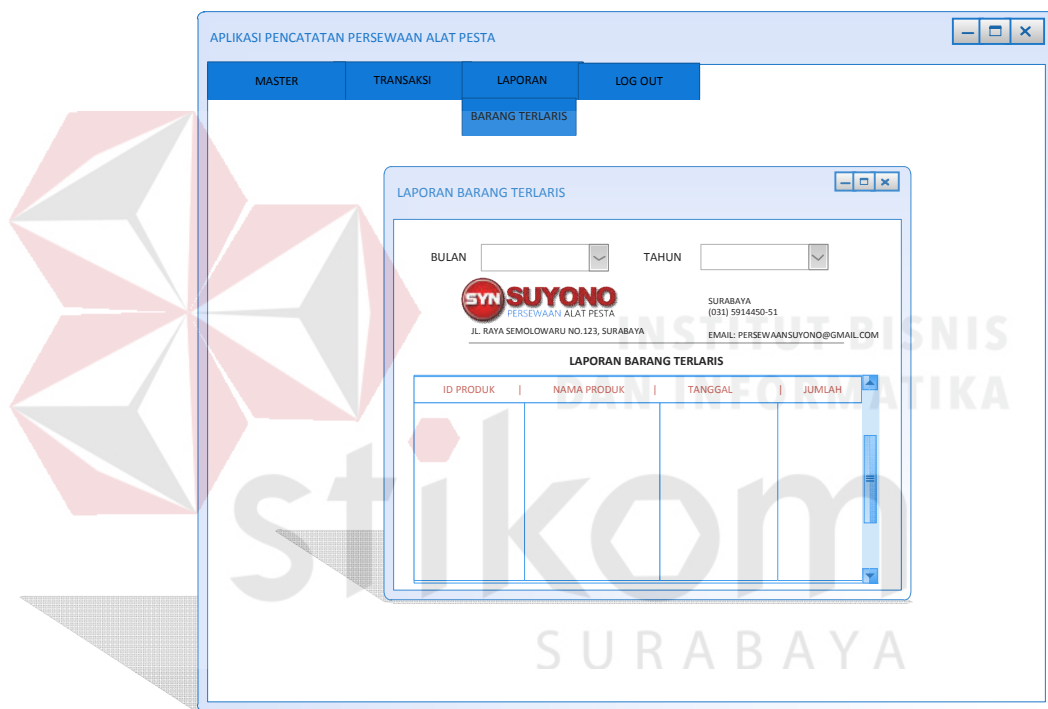 APLIKASI PENCATATAN PERSEWAAN ALAT PESTA
MASTER TRANSAKSI LAPORAN LOG OUT
BARANG TERLARIS
LAPORAN BARANG TERLARIS
BULAN TAHUN
SYN SUYONO
PERSEWAAN ALAT PESTA
JL. RAYA SEMOLOWARU NO.123, SURABAYA
SURABAYA
(031) 5914450-51
EMAIL: PERSEWAANSUYONO@GMAIL.COM
LAPORAN BARANG TERLARIS
ID PRODUK | NAMA PRODUK | TANGGAL | JUMLAH
INSTITUT BISNIS
DAN INFORMATIKA
stikom
SURABAYA